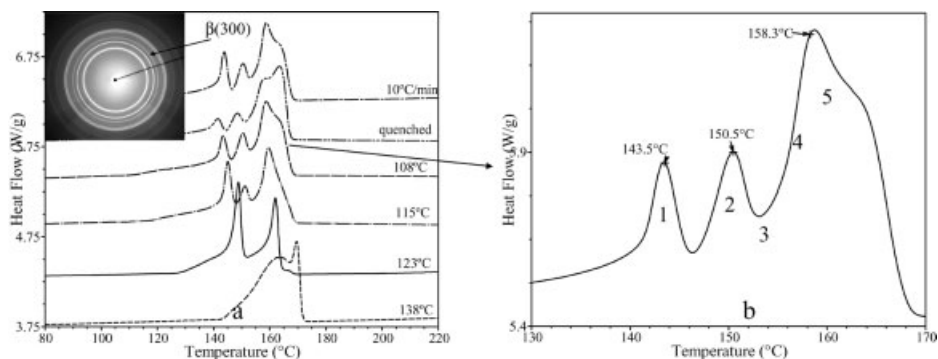 β(300)
6.75
5.75
4.75
3.75
Heat Flow (W/g)
10°C/min
quenched
108°C
115°C
123°C
138°C
a
80 100 120 140 160 180 200 220
Temperature (°C)
158.3°C
5
150.5°C
4
143.5°C
5.9
1
2
3
Heat Flow (W/g)
b
5.4
130 140 150 160 170
Temperature (°C)